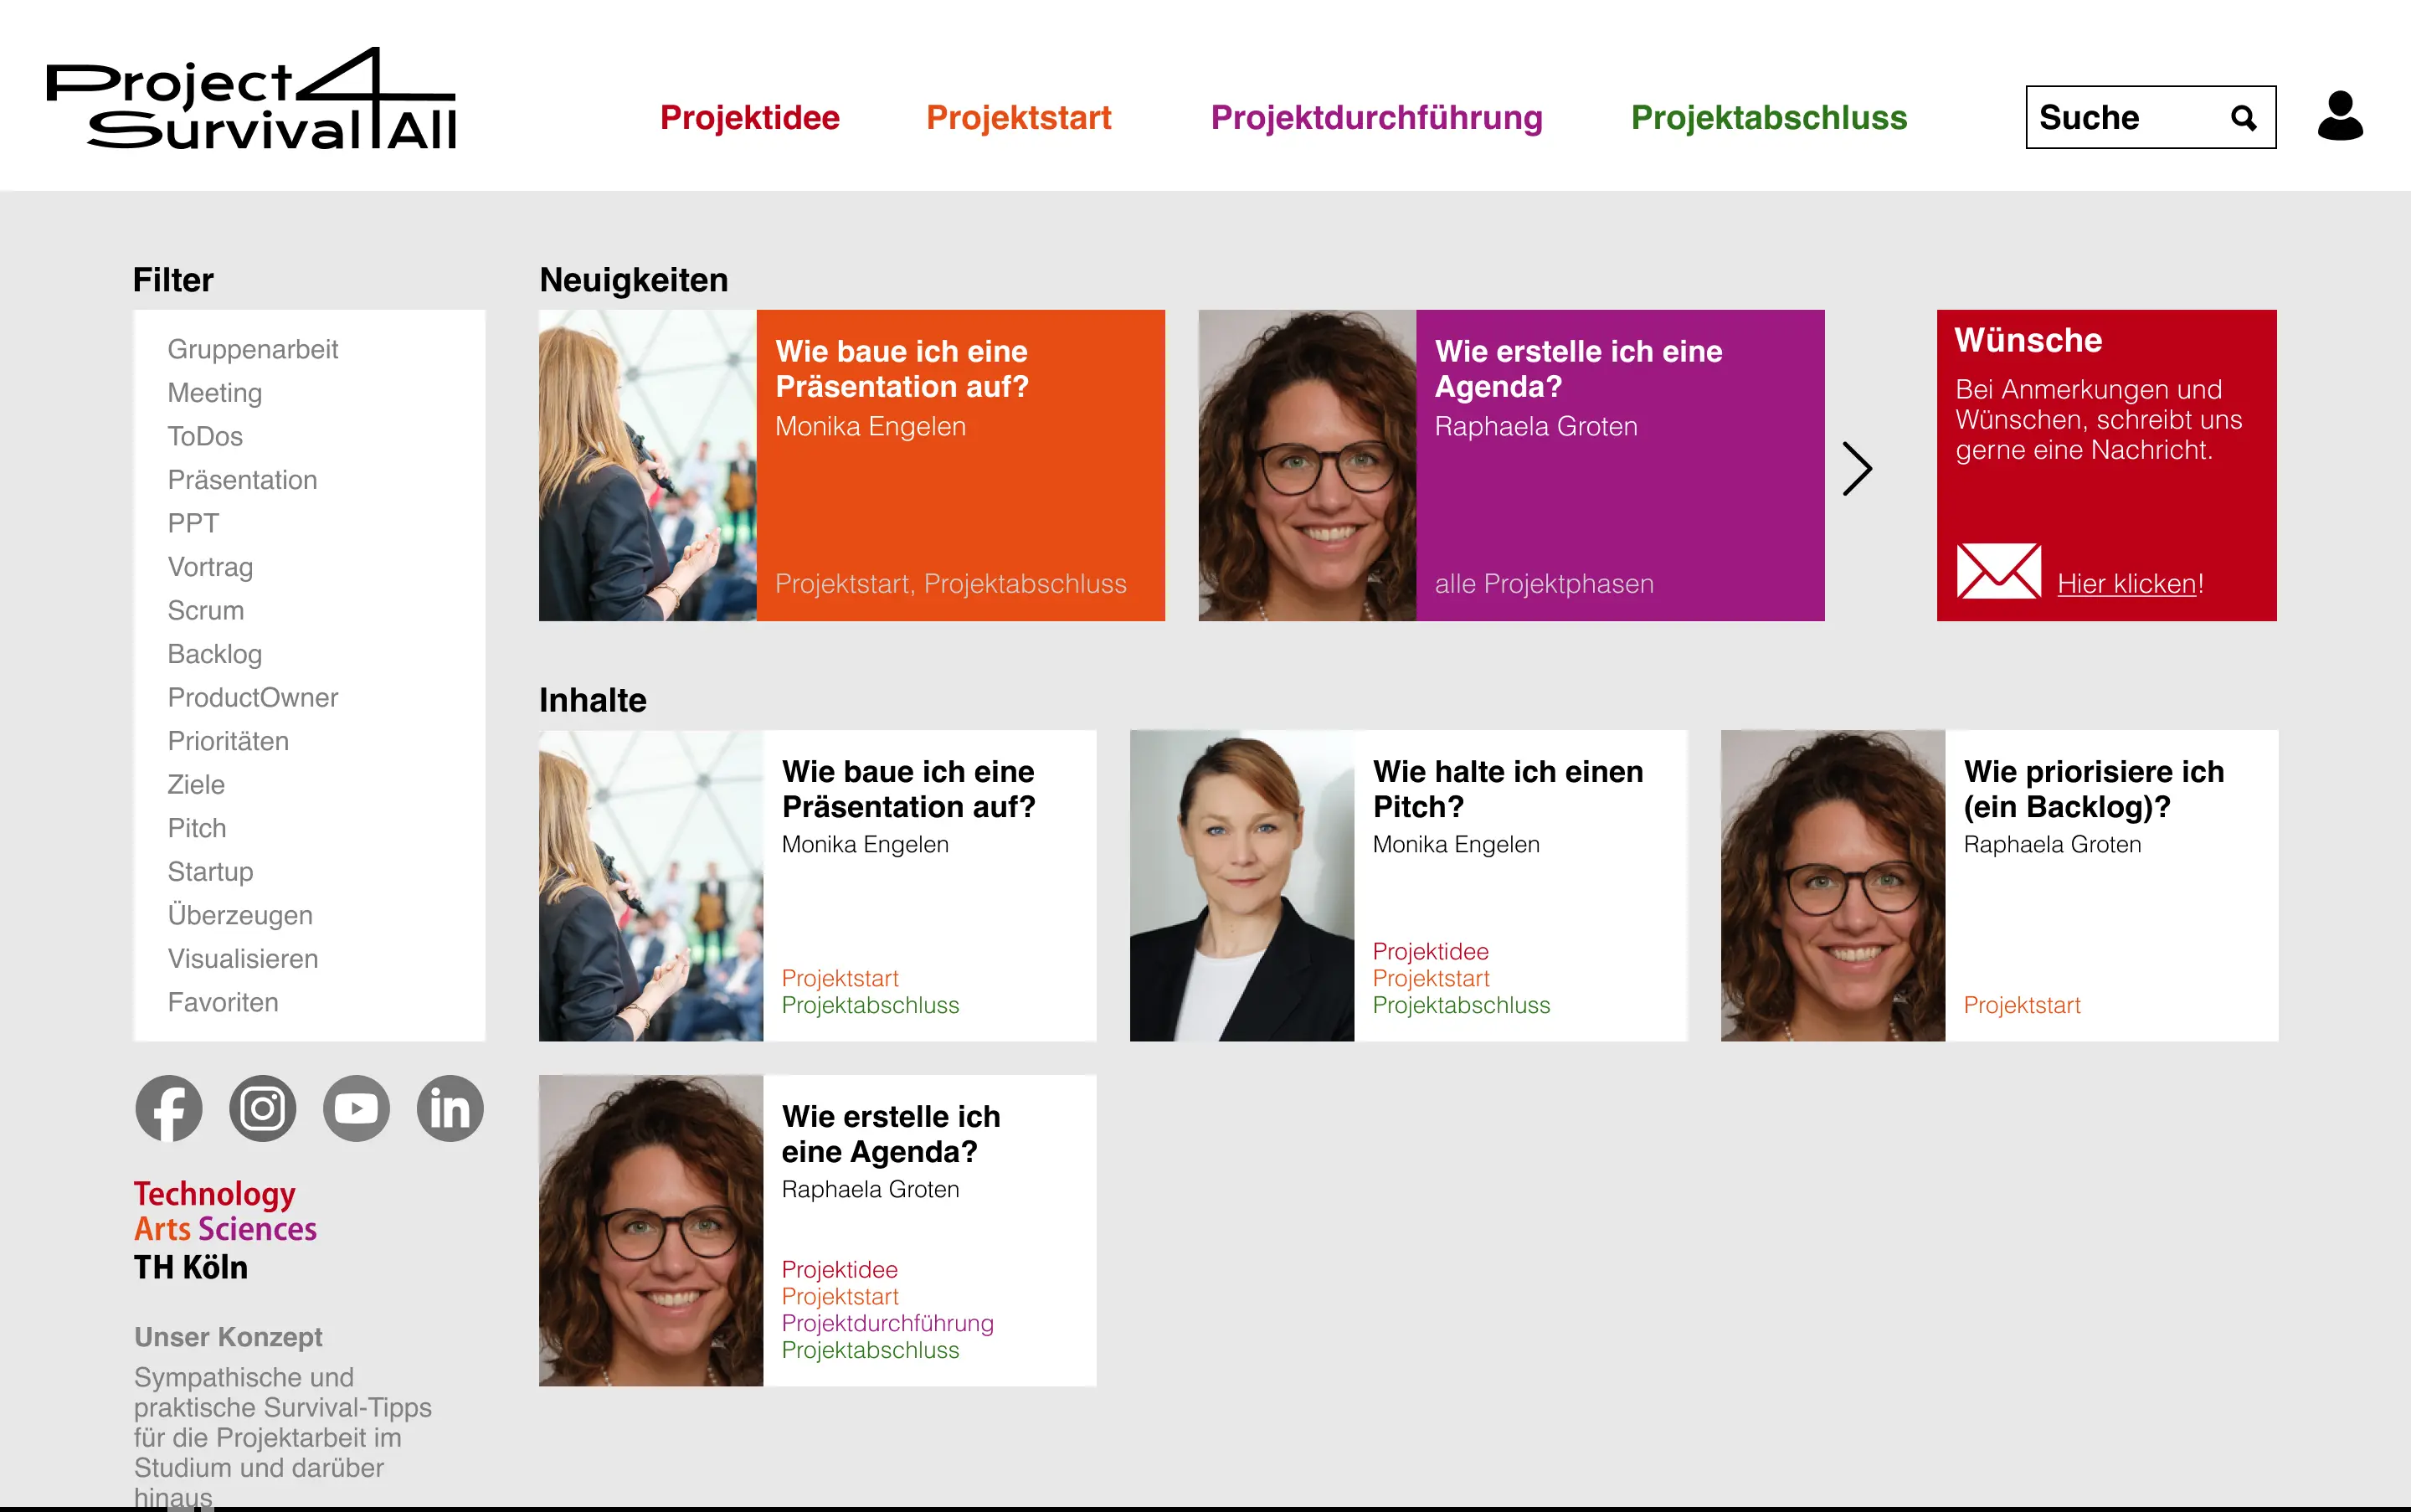 Project 4
Survival All
Projektidee
Projektstart
Projektdurchführung
Projektabschluss
Suche
Filter
Gruppenarbeit
Meeting
ToDos
Präsentation
PPT
Vortrag
Scrum
Backlog
ProductOwner
Prioritäten
Ziele
Pitch
Startup
Überzeugen
Visualisieren
Favoriten
Technology
Arts Sciences
TH Köln
Unser Konzept
Sympathische und
praktische Survival-Tipps
für die Projektarbeit im
Studium und darüber
hinaus
Neuigkeiten
Wie baue ich eine
Präsentation auf?
Monika Engelen
Projektstart, Projektabschluss
Wie erstelle ich eine
Agenda?
Raphaela Groten
alle Projektphasen
Wünsche
Bei Anmerkungen und
Wünschen, schreibt uns
gerne eine Nachricht.
Hier klicken!
Inhalte
Wie baue ich eine
Präsentation auf?
Monika Engelen
Projektstart
Projektabschluss
Wie halte ich einen
Pitch?
Monika Engelen
Projektidee
Projektstart
Projektabschluss
Wie priorisiere ich
(ein Backlog)?
Raphaela Groten
Projektstart
Wie erstelle ich
eine Agenda?
Raphaela Groten
Projektidee
Projektstart
Projektdurchführung
Projektabschluss